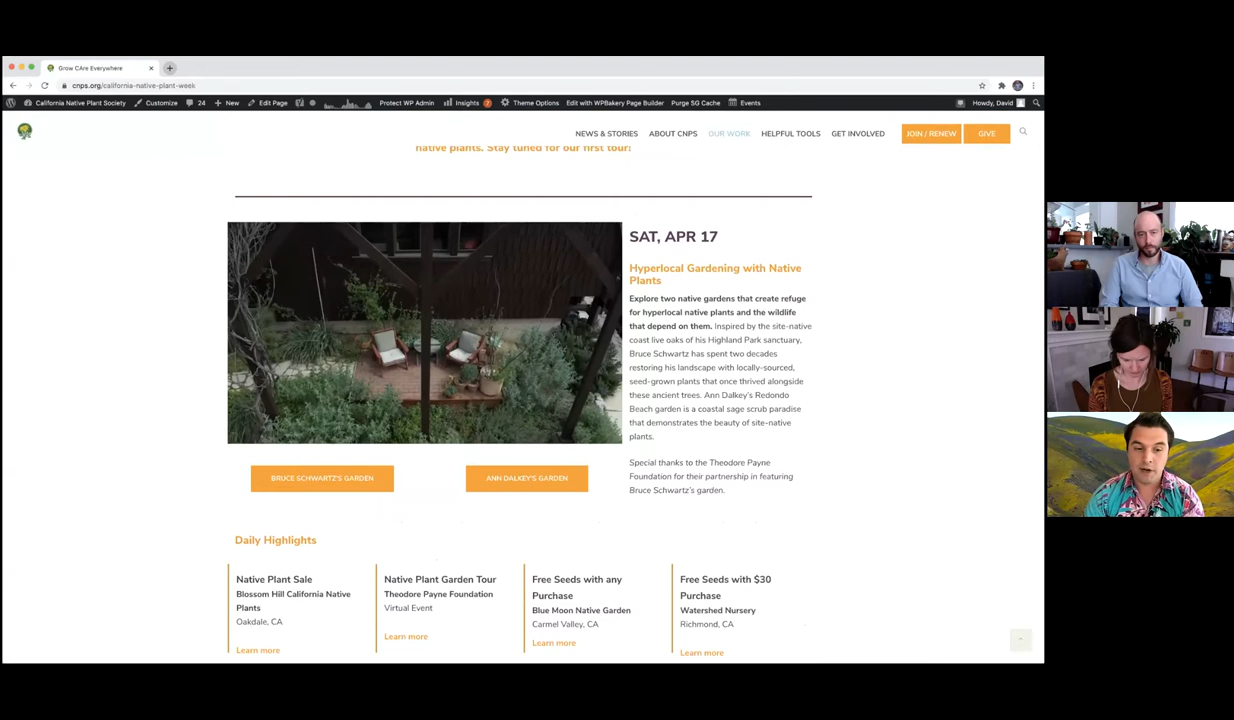 Grow CAre Everywhere
cnps.org/california-native-plant-week
California Native Plant Society
Customize
24
New
Edit Page
Protect WP Admin
Insights
7
Theme Options
Edit with WPBakery Page Builder
Purge SG Cache
Events
Howdy, David
NEWS & STORIES
ABOUT CNPS
OUR WORK
HELPFUL TOOLS
GET INVOLVED
JOIN / RENEW
GIVE
native plants. Stay tuned for our first tour!
SAT, APR 17
Hyperlocal Gardening with Native
Plants
Explore two native gardens that create refuge
for hyperlocal native plants and the wildlife
that depend on them. Inspired by the site-native
coast live oaks of his Highland Park sanctuary,
Bruce Schwartz has spent two decades
restoring his landscape with locally-sourced,
seed-grown plants that once thrived alongside
these ancient trees. Ann Dalkey's Redondo
Beach garden is a coastal sage scrub paradise
that demonstrates the beauty of site-native
plants.
Special thanks to the Theodore Payne
Foundation for their partnership in featuring
Bruce Schwartz's garden.
BRUCE SCHWARTZ'S GARDEN
ANN DALKEY'S GARDEN
Daily Highlights
Native Plant Sale
Blossom Hill California Native
Plants
Oakdale, CA
Learn more
Native Plant Garden Tour
Theodore Payne Foundation
Virtual Event
Learn more
Free Seeds with any
Purchase
Blue Moon Native Garden
Carmel Valley, CA
Learn more
Free Seeds with $30
Purchase
Watershed Nursery
Richmond, CA
Learn more